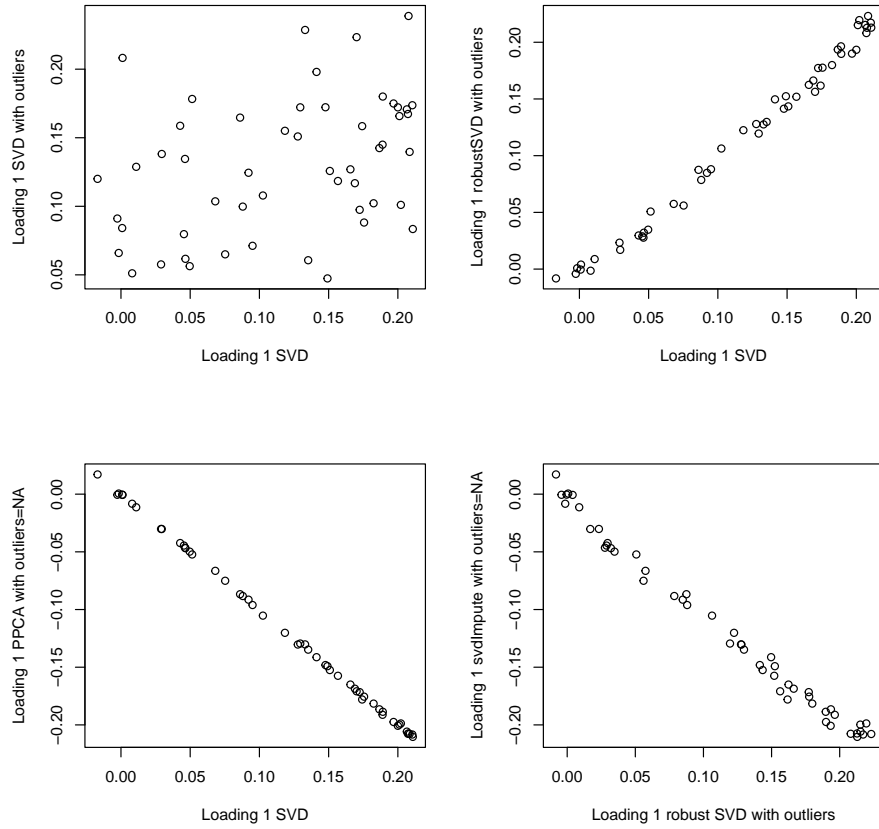 Loading 1 SVD with outliers
0.05 0.10 0.15 0.20
0.00 0.05 0.10 0.15 0.20
Loading 1 SVD
Loading 1 robustSVD with outliers
0.00 0.05 0.10 0.15 0.20
0.00 0.05 0.10 0.15 0.20
Loading 1 SVD
Loading 1 PPCA with outliers=NA
−0.20 −0.15 −0.10 −0.05 0.00
0.00 0.05 0.10 0.15 0.20
Loading 1 SVD
Loading 1 svdImpute with outliers=NA
−0.20 −0.15 −0.10 −0.05 0.00
0.00 0.05 0.10 0.15 0.20
Loading 1 robust SVD with outliers